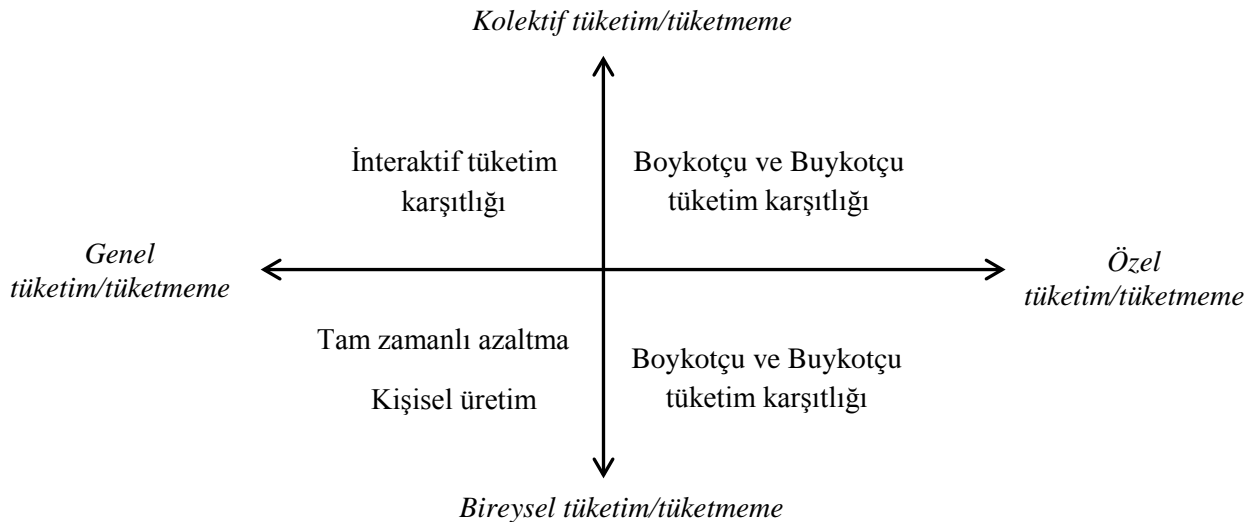 Kolektif tüketim/tüketmeme
İnteraktif tüketim
karşıtlığı
Boykotçu ve Buykotçu
tüketim karşıtlığı
Genel
tüketim/tüketmeme
Özel
tüketim/tüketmeme
Tam zamanlı azaltma
Kişisel üretim
Boykotçu ve Buykotçu
tüketim karşıtlığı
Bireysel tüketim/tüketmeme